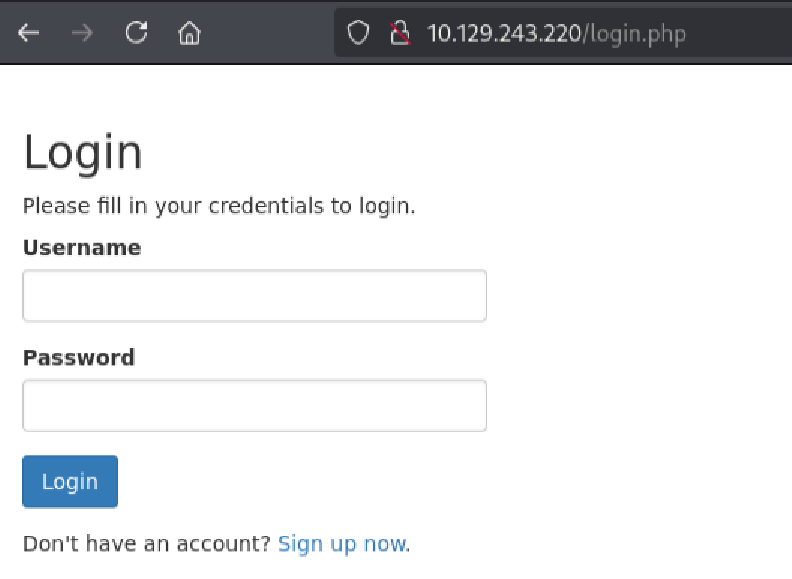 10.129.243.220/login.php
Login
Please fill in your credentials to login.
Username
Password
Login
Don't have an account? Sign up now.